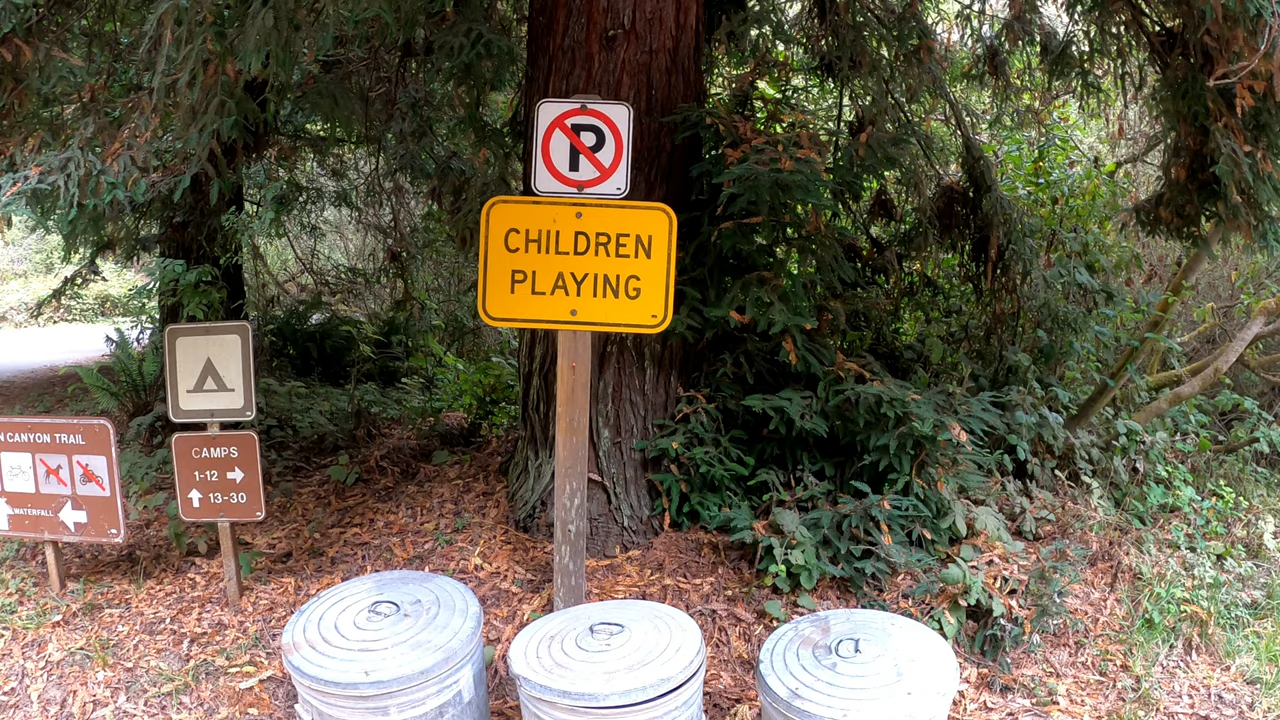 P
CHILDREN
PLAYING
N CANYON TRAIL
WATERFALL
CAMPS
1-12
13-30